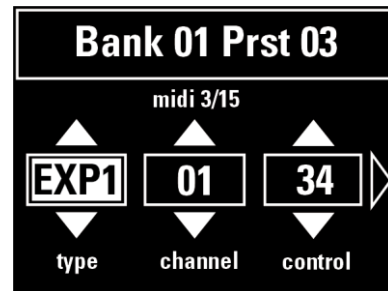 Bank 01 Prst 03
midi 3/15
EXP1 01 34
type channel control